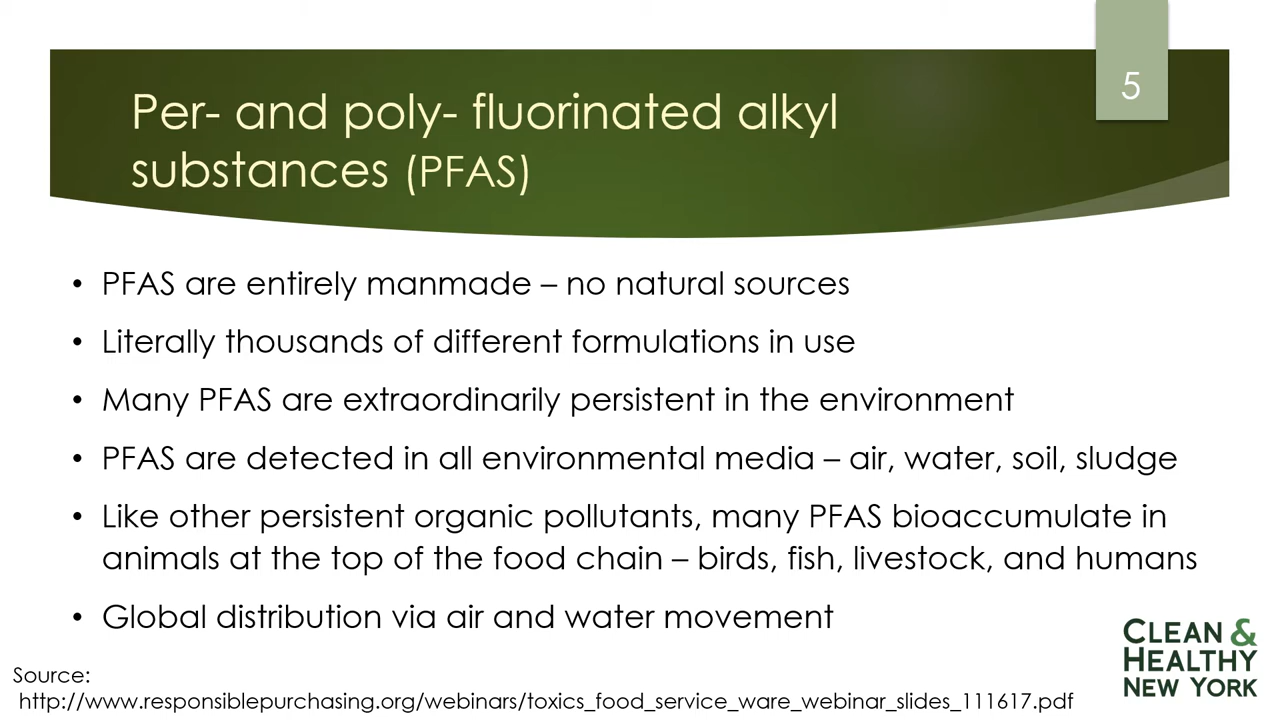 5
Per- and poly- fluorinated alkyl
substances (PFAS)
• PFAS are entirely manmade – no natural sources
• Literally thousands of different formulations in use
• Many PFAS are extraordinarily persistent in the environment
• PFAS are detected in all environmental media – air, water, soil, sludge
• Like other persistent organic pollutants, many PFAS bioaccumulate in
animals at the top of the food chain – birds, fish, livestock, and humans
• Global distribution via air and water movement
CLEAN &
HEALTHY
NEW YORK
Source:
http://www.responsiblepurchasing.org/webinars/toxics_food_service_ware_webinar_slides_111617.pdf